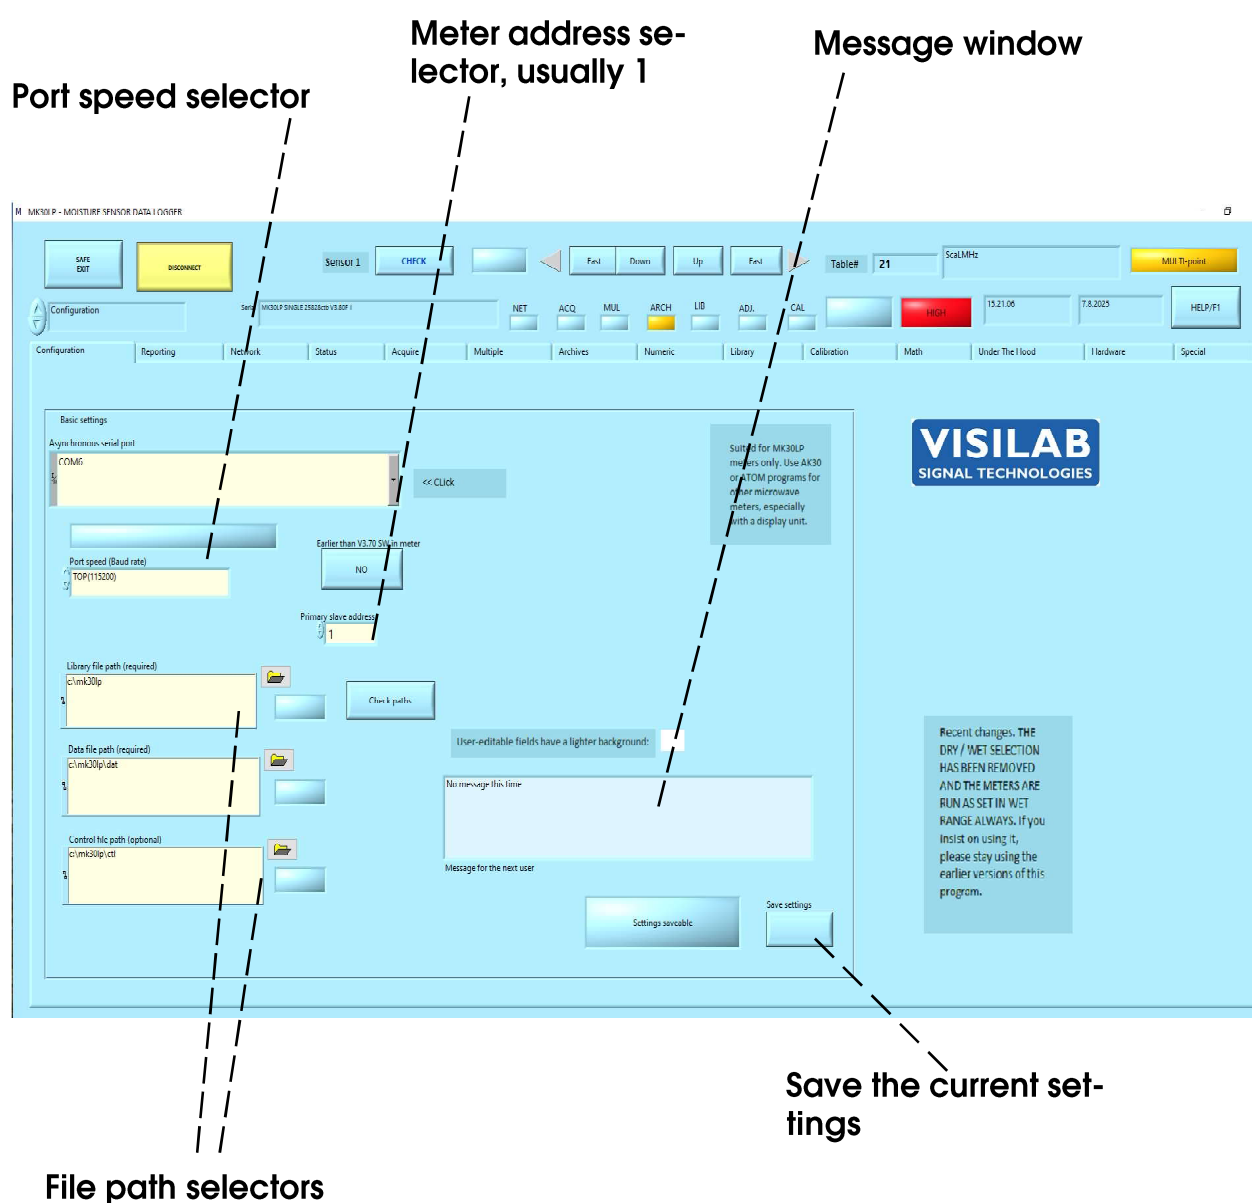 Meter address se-
lector, usually 1
Message window
Port speed selector
M MK30LP - MOISTURE SENSOR DATA LOGGER
SAFE
EXIT
DISCONNECT
Sensor 1
CHECK
Fast
Down
Up
Fast
Table#
21
ScaLMHz
MULTI-point
Configuration
Serial
MK30LP SINGLE 25828ctb V3.80F I
NET
ACQ
MUL
ARCH
LIB
ADJ.
CAL
HIGH
15.21.06
7.8.2025
HELP/F1
Configuration
Reporting
Network
Status
Acquire
Multiple
Archives
Numeric
Library
Calibration
Math
Under The Hood
Hardware
Special
Basic settings
Asynchronous serial port
COM6
<< CLick
Suited for MK30LP
meters only. Use AK30
or ATOM programs for
other microwave
meters, especially
with a display unit.
VISILAB
SIGNAL TECHNOLOGIES
Earlier than V3.70 SW in meter
NO
Port speed (Baud rate)
TOP(115200)
Primary slave address
1
Library file path (required)
c:\mk30lp
Check paths
Data file path (required)
c:\mk30lp\dat
User-editable fields have a lighter background:
No message this time
Message for the next user
Control file path (optional)
c:\mk30lp\ctl
Settings saveable
Save settings
Recent changes. THE
DRY / WET SELECTION
HAS BEEN REMOVED
AND THE METERS ARE
RUN AS SET IN WET
RANGE ALWAYS. If you
insist on using it,
please stay using the
earlier versions of this
program.
Save the current set-
tings
File path selectors